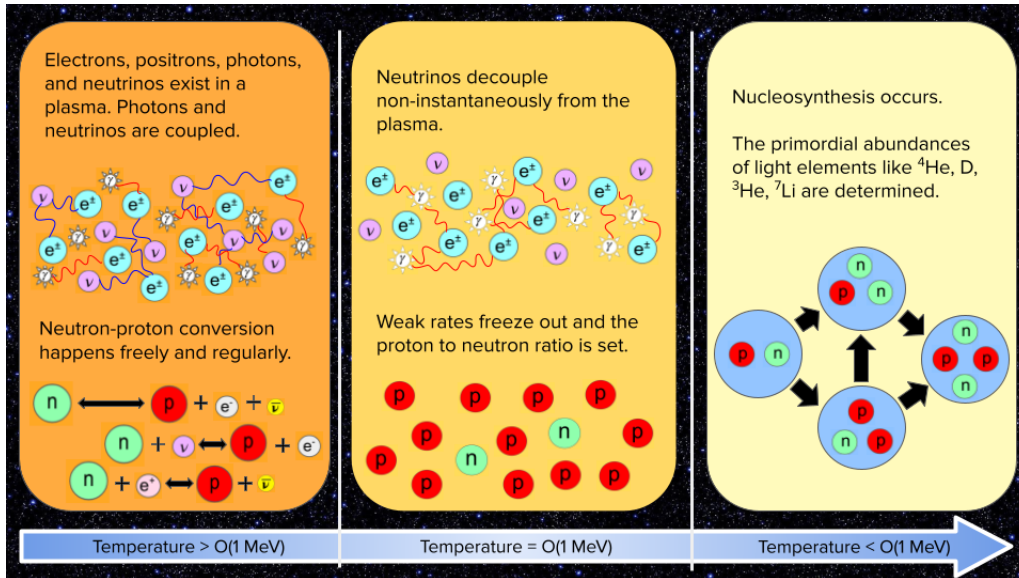 Electrons, positrons, photons,
and neutrinos exist in a
plasma. Photons and
neutrinos are coupled.
γ
ν
e±
e±
ν
e±
γ
γ
e±
ν
e±
γ
e±
γ
ν
e±
ν
e±
γ
ν
Neutron-proton conversion
happens freely and regularly.
n ⟷ p + e⁻ + ν̅
n + ν ⟷ p + e⁻
n + e⁺ ⟷ p + ν̅
Neutrinos decouple
non-instantaneously from the
plasma.
ν
e±
γ
e±
γ
e±
ν
e±
ν
e±
γ
γ
ν
e±
γ
e±
e±
γ
γ
ν
e±
Weak rates freeze out and the
proton to neutron ratio is set.
p
p
p
p
p
p
n
p
p
n
p
p
p
p
p
Nucleosynthesis occurs.
The primordial abundances
of light elements like ⁴He, D,
³He, ⁷Li are determined.
n
p n
p n
n
p p
n
p
n p
Temperature > O(1 MeV)
Temperature = O(1 MeV)
Temperature < O(1 MeV)